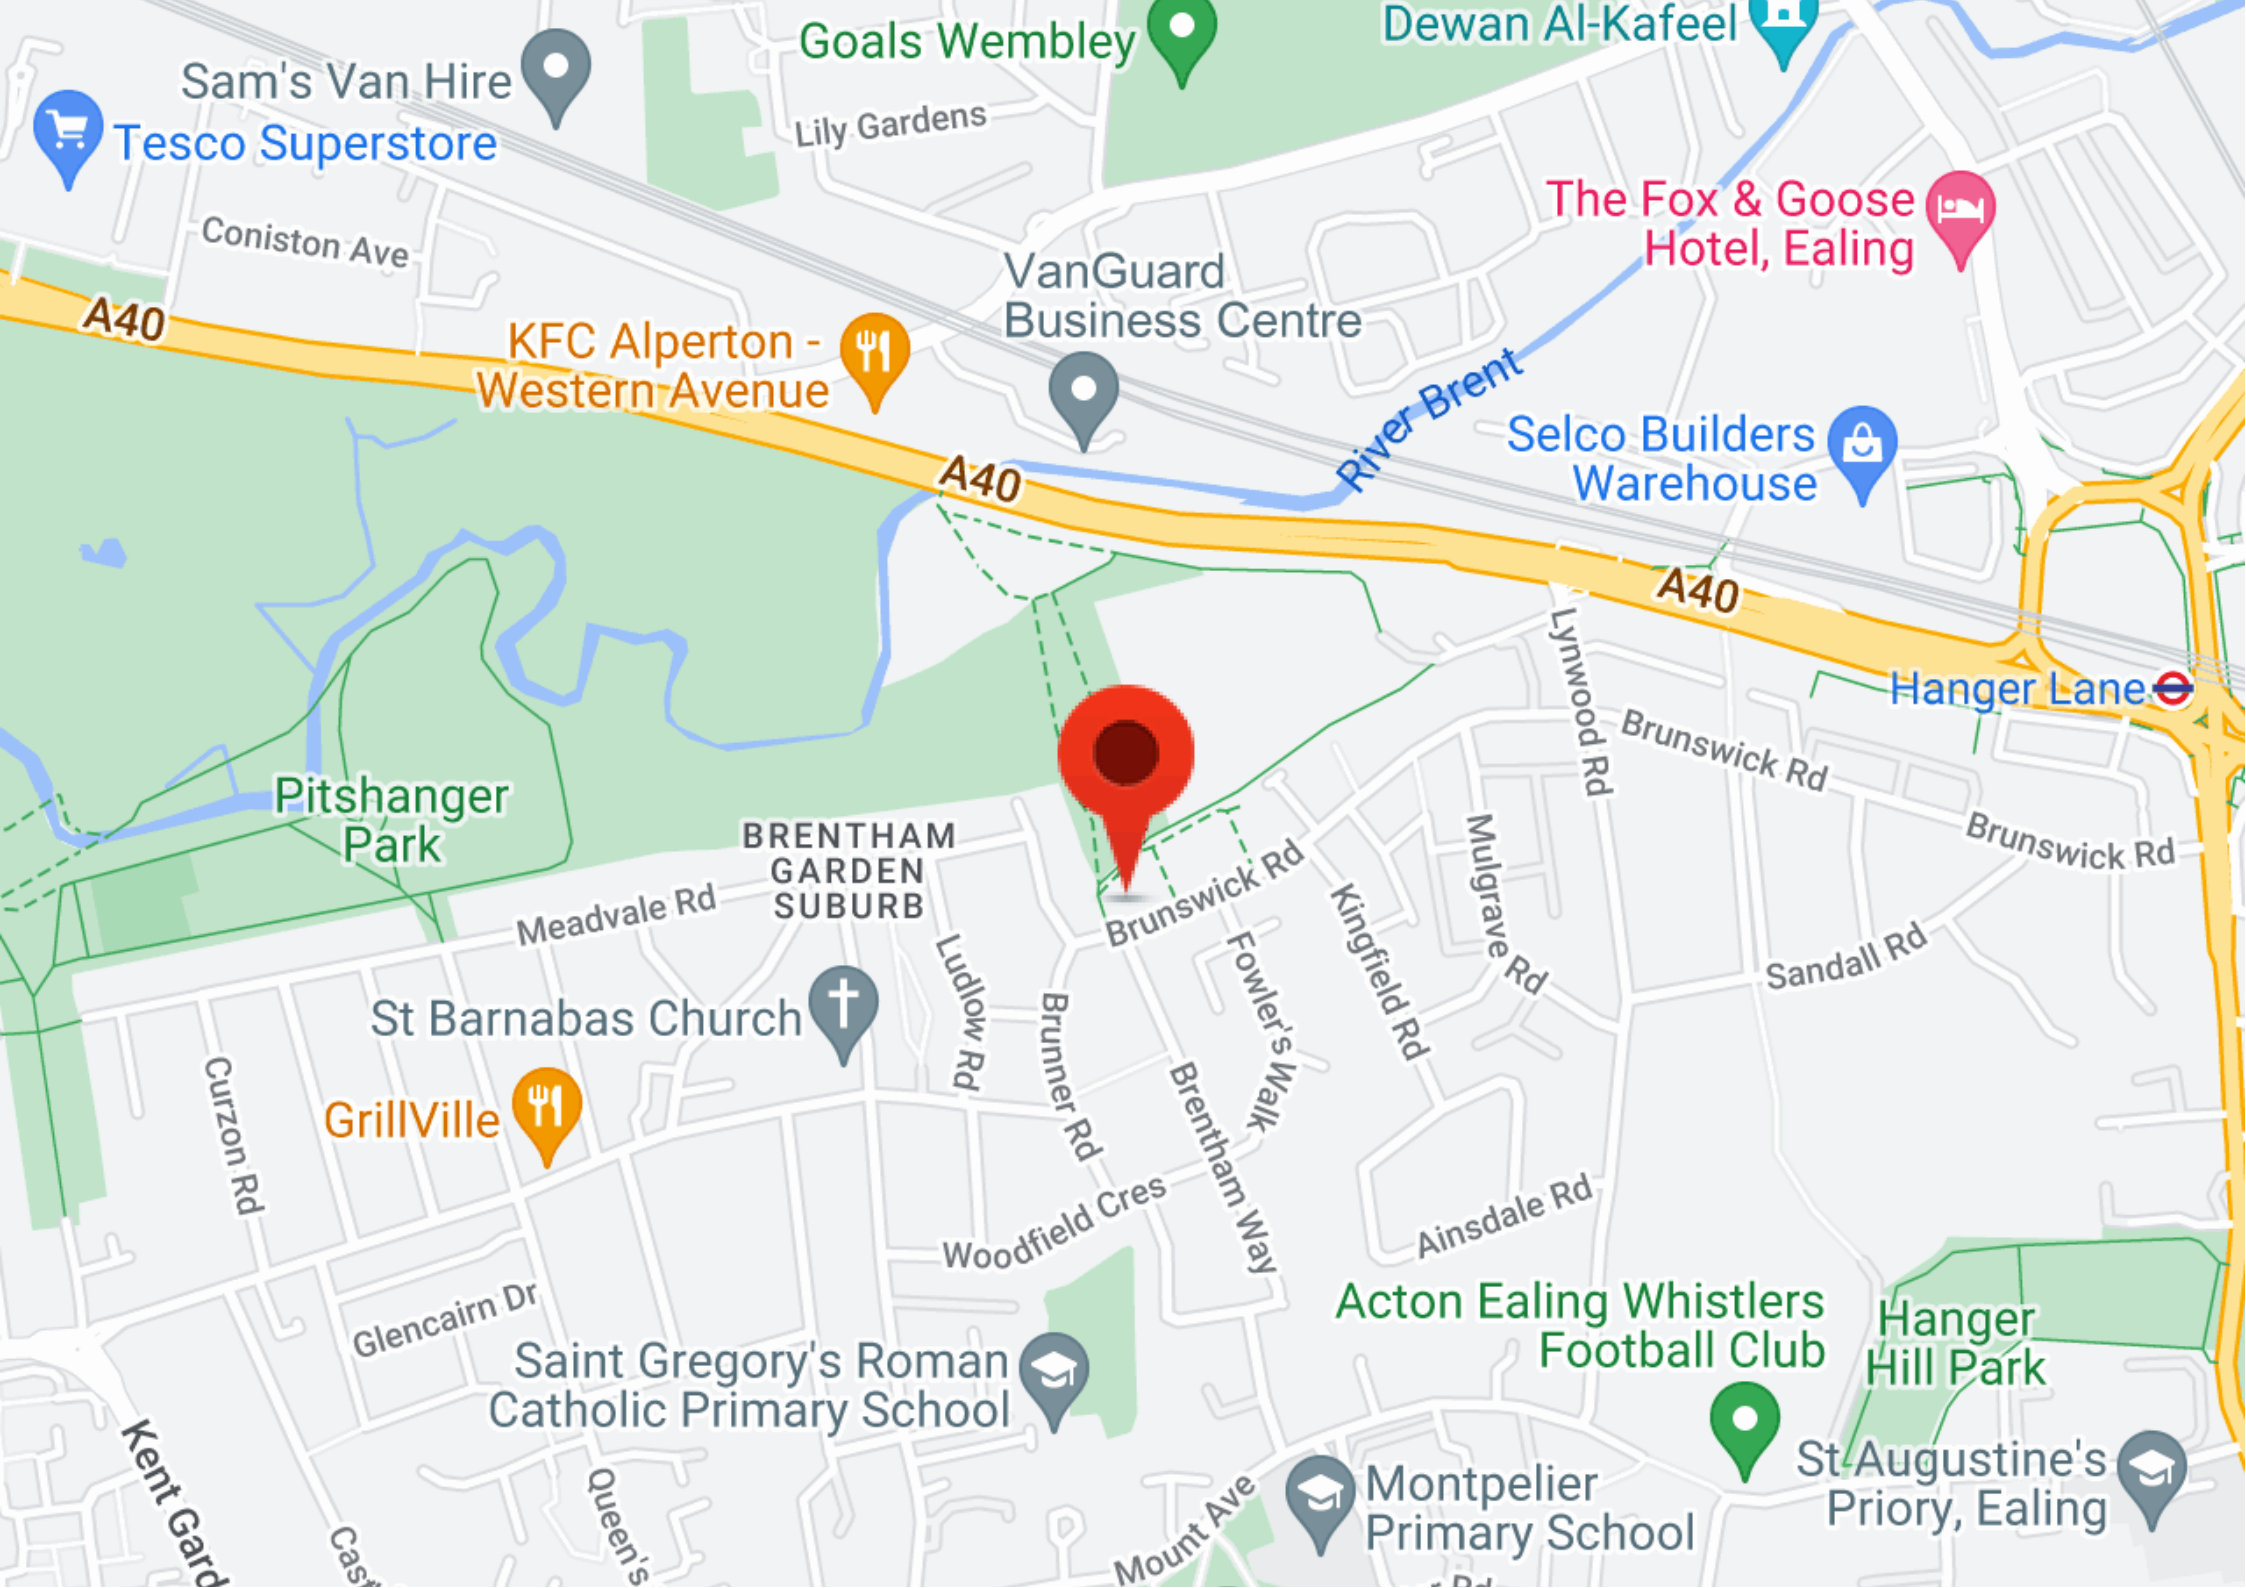 Goals Wembley
Dewan Al-Kafeel
Sam's Van Hire
Tesco Superstore
Lily Gardens
The Fox & Goose
Hotel, Ealing
Coniston Ave
A40
VanGuard
Business Centre
KFC Alperton -
Western Avenue
River Brent
Selco Builders
Warehouse
A40
A40
Lynwood Rd
Hanger Lane
Brunswick Rd
Pitshanger
Park
BRENTHAM
GARDEN
SUBURB
Brunswick Rd
Mulgrave Rd
Brunswick Rd
Meadvale Rd
Kingfield Rd
Sandall Rd
St Barnabas Church
Ludlow Rd
Brunner Rd
Fowler's Walk
Curzon Rd
GrillVille
Brentham Way
Woodfield Cres
Ainsdale Rd
Glencairn Dr
Acton Ealing Whistlers
Football Club
Hanger
Hill Park
Saint Gregory's Roman
Catholic Primary School
Kent Gard
Queen's
Cast
Mount Ave
Montpelier
Primary School
St Augustine's
Priory, Ealing
Rd